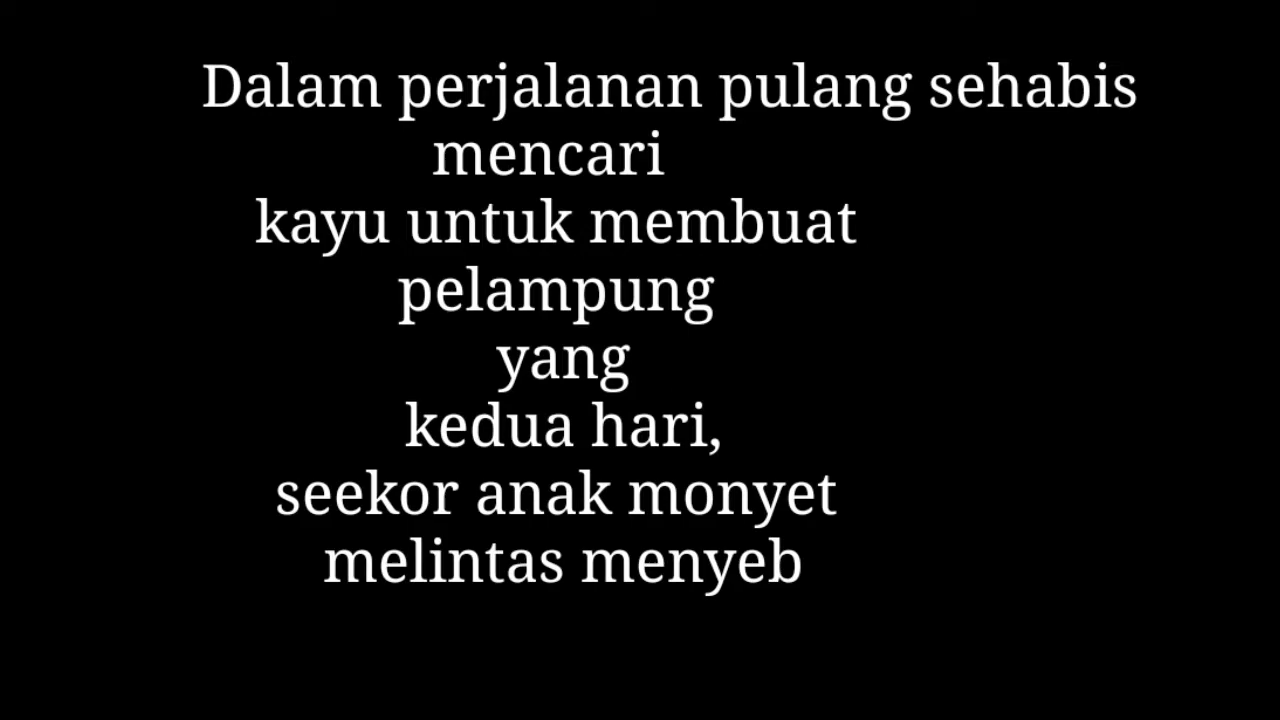 Dalam perjalanan pulang sehabis
mencari
kayu untuk membuat
pelampung
yang
kedua hari,
seekor anak monyet
melintas menyeb